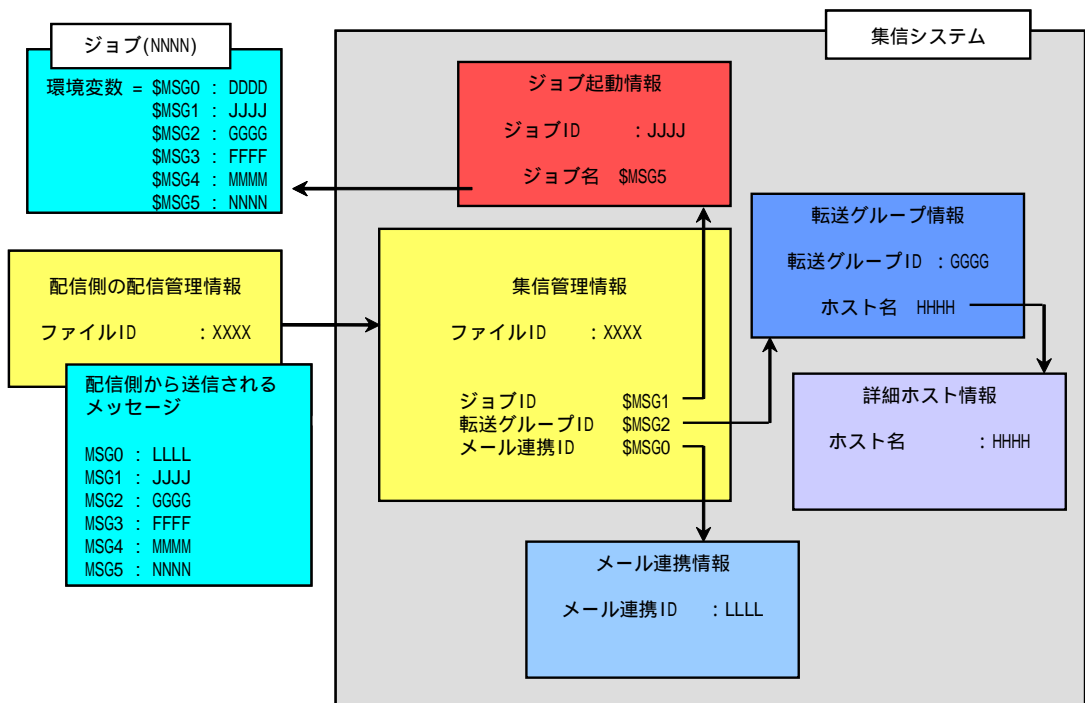 ジョブ(NNNN)
環境変数 = $MSG0 : DDDD
$MSG1 : JJJJ
$MSG2 : GGGG
$MSG3 : FFFF
$MSG4 : MMMM
$MSG5 : NNNN
集信システム
ジョブ起動情報
ジョブID :JJJJ
ジョブ名 $MSG5
転送グループ情報
転送グループID :GGGG
ホスト名 HHHH
配信側の配信管理情報
ファイルID :XXXX
集信管理情報
ファイルID :XXXX
ジョブID $MSG1
転送グループID $MSG2
メール連携ID $MSG0
詳細ホスト情報
ホスト名 :HHHH
配信側から送信される
メッセージ
MSG0 : LLLL
MSG1 : JJJJ
MSG2 : GGGG
MSG3 : FFFF
MSG4 : MMMM
MSG5 : NNNN
メール連携情報
メール連携ID :LLLL